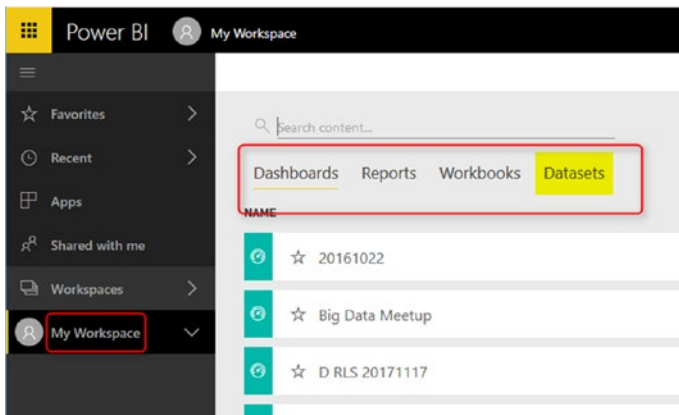 Power BI My Workspace
Favorites
Recent
Apps
Shared with me
Workspaces
My Workspace
Search content...
Dashboards Reports Workbooks Datasets
NAME
20161022
Big Data Meetup
D RLS 20171117